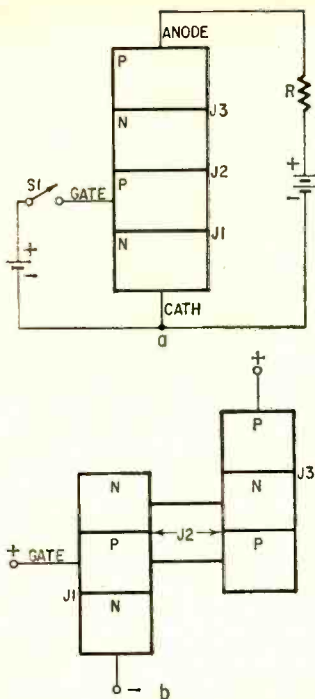 ANODE
P
R
N
J3
J2
+
-
S1
GATE
P
J1
+
-
N
CATH
a
+
P
N
N
J3
+
GATE
P
J2
P
J1
N
-
b